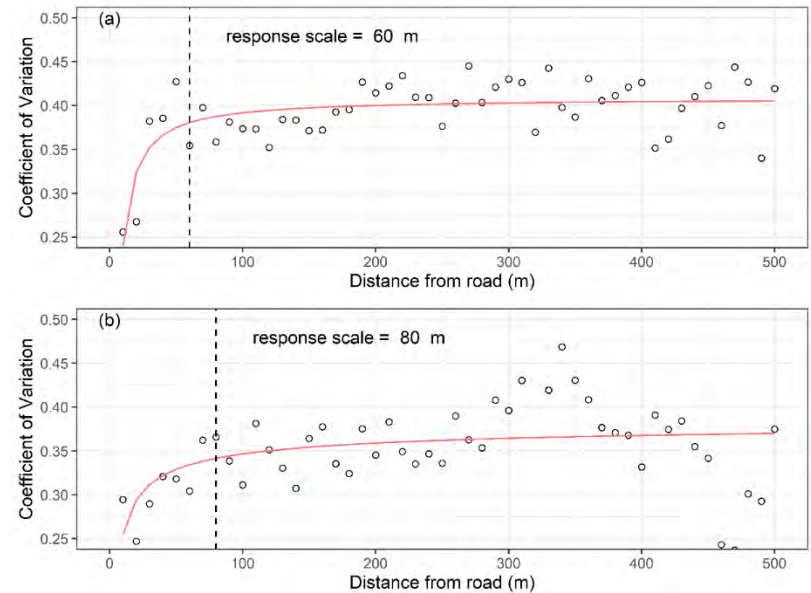 (a)
response scale = 60 m
0.50
0.45
0.40
0.35
0.30
0.25
Coefficient of Variation
0 100 200 300 400 500
Distance from road (m)
(b)
response scale = 80 m
0.50
0.45
0.40
0.35
0.30
0.25
Coefficient of Variation
0 100 200 300 400 500
Distance from road (m)